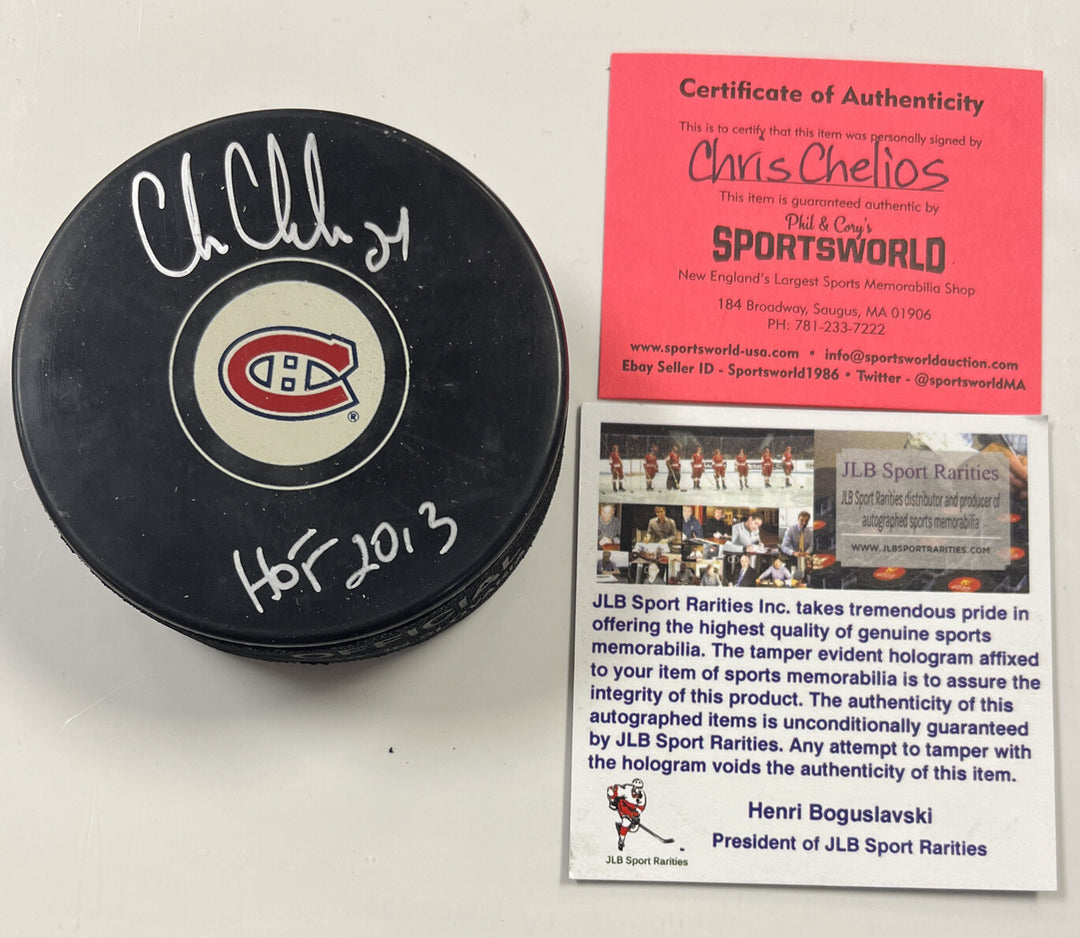 Ch Chelios 24
HOF 2013
OFFICIAL
Certificate of Authenticity
This is to certify that this item was personally signed by
Chris Chelios
This item is guaranteed authentic by
Phil & Cory's
SPORTSWORLD
New England's Largest Sports Memorabilia Shop
184 Broadway, Saugus, MA 01906
PH: 781-233-7222
www.sportsworld-usa.com • info@sportsworldauction.com
Ebay Seller ID - Sportsworld1986 • Twitter - @sportsworldMA
JLB Sport Rarities
JLB Sport Rarities distributor and producer of
autographed sports memorabilia
WWW.JLBSPORTRARITIES.COM
JLB Sport Rarities Inc. takes tremendous pride in
offering the highest quality of genuine sports
memorabilia. The tamper evident hologram affixed
to your item of sports memorabilia is to assure the
integrity of this product. The authenticity of this
autographed items is unconditionally guaranteed
by JLB Sport Rarities. Any attempt to tamper with
the hologram voids the authenticity of this item.
Henri Boguslavski
President of JLB Sport Rarities
JLB Sport Rarities